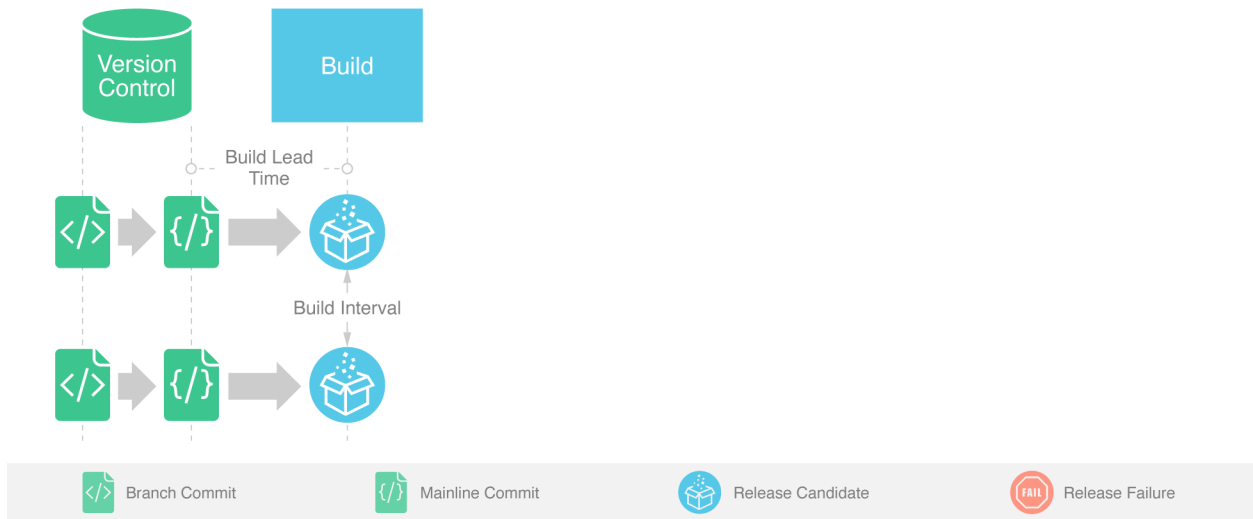 Version
Control
Build
Build Lead
Time
</>
{/}
Build Interval
</>
{/}
</> Branch Commit
{/} Mainline Commit
Release Candidate
FAIL Release Failure